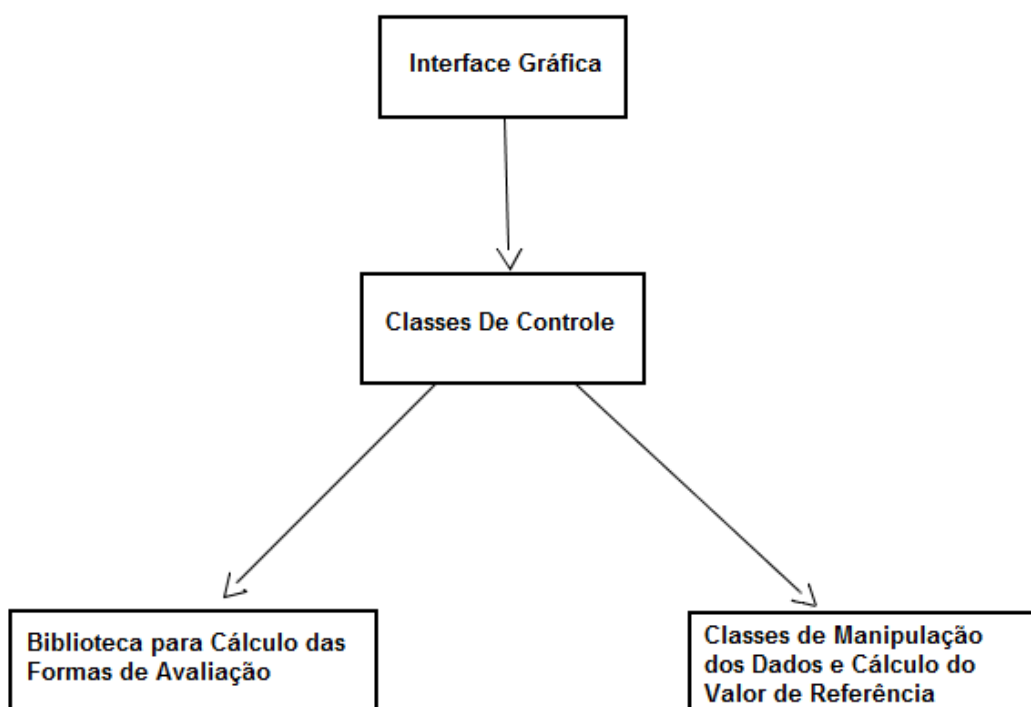 Interface Gráfica
Classes De Controle
Biblioteca para Cálculo das
Formas de Avaliação
Classes de Manipulação
dos Dados e Cálculo do
Valor de Referência